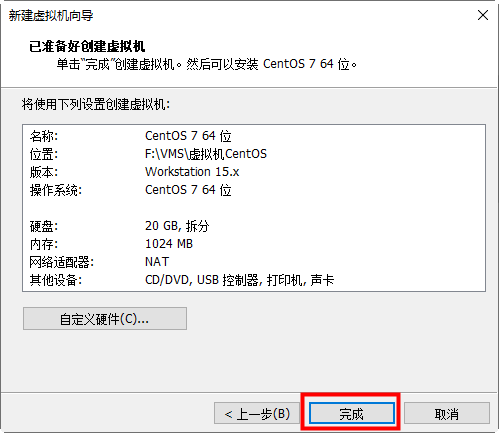 新建虚拟机向导
已准备好创建虚拟机
单击“完成”创建虚拟机。然后可以安装 CentOS 7 64 位。
将使用下列设置创建虚拟机:
名称: CentOS 7 64 位
位置: F:\VMS\虚拟机CentOS
版本: Workstation 15.x
操作系统: CentOS 7 64 位
硬盘: 20 GB, 拆分
内存: 1024 MB
网络适配器: NAT
其他设备: CD/DVD, USB 控制器, 打印机, 声卡
自定义硬件(C)...
< 上一步(B) 完成 取消